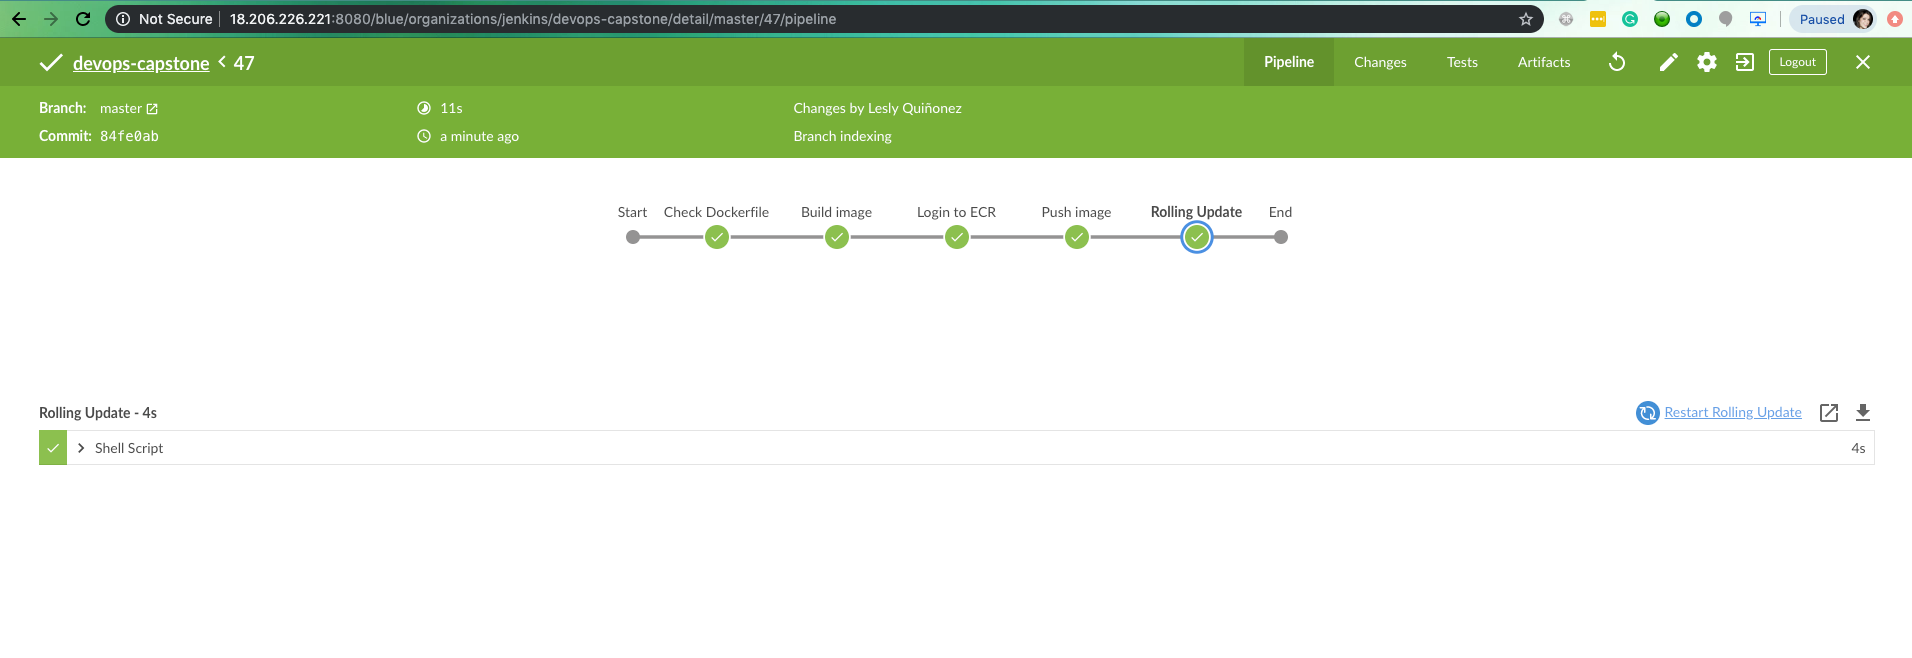 Not Secure 18.206.226.221:8080/blue/organizations/jenkins/devops-capstone/detail/master/47/pipeline Paused
devops-capstone < 47 Pipeline Changes Tests Artifacts Logout
Branch: master 11s Changes by Lesly Quiñonez
Commit: 84fe0ab a minute ago Branch indexing
Start Check Dockerfile Build image Login to ECR Push image Rolling Update End
Rolling Update - 4s Restart Rolling Update
Shell Script 4s